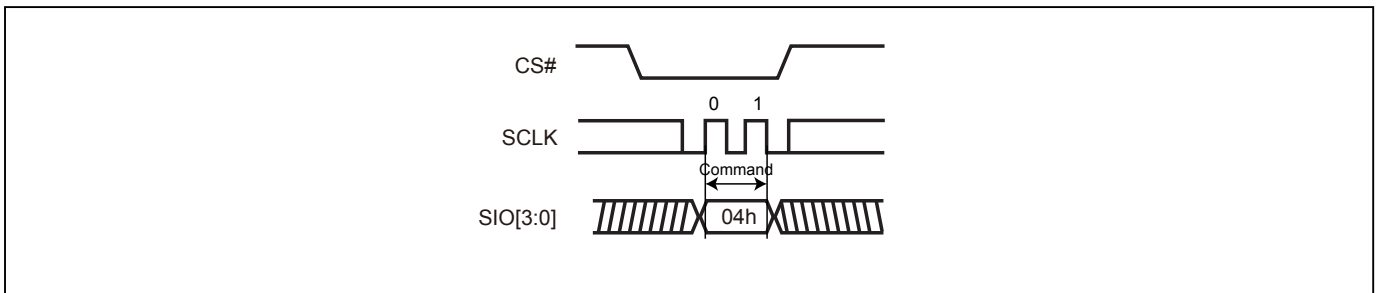 CS#
0 1
SCLK
Command
SIO[3:0] 04h